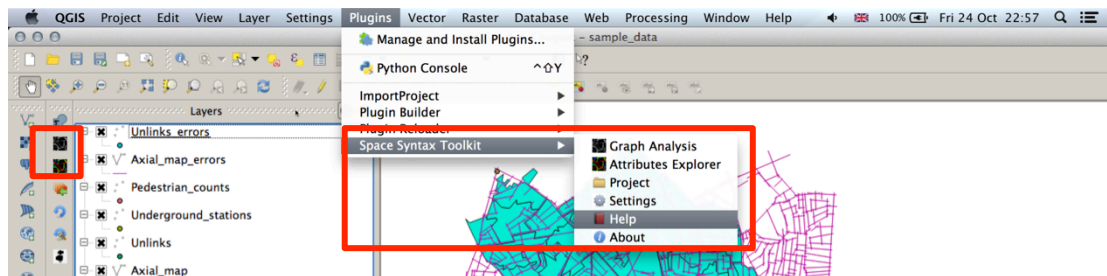 QGIS Project Edit View Layer Settings Plugins Vector Raster Database Web Processing Window Help 100% Fri 24 Oct 22:57
– sample_data
Manage and Install Plugins...
Python Console ^⇧Y
ImportProject
Plugin Builder
Plugin Reloader
Space Syntax Toolkit
Graph Analysis
Attributes Explorer
Project
Settings
Help
About
Layers
Unlinks_errors
Axial_map_errors
Pedestrian_counts
Underground_stations
Unlinks
Axial_map